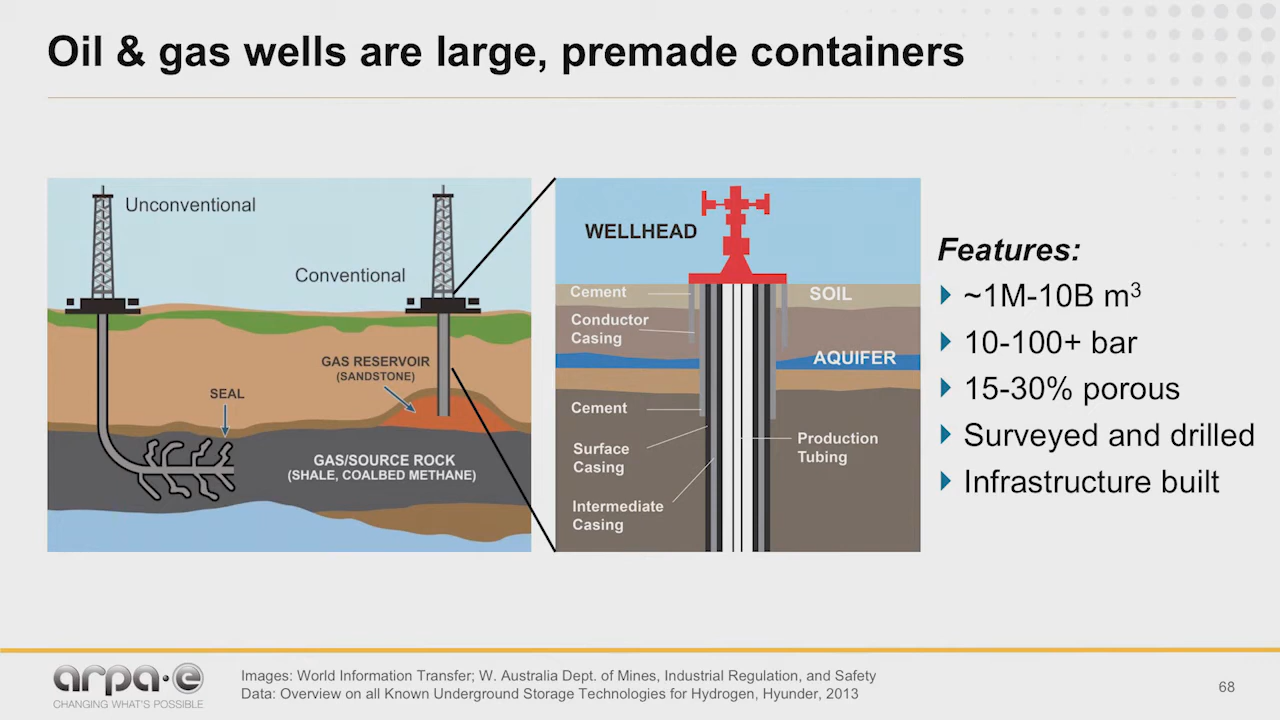 Oil & gas wells are large, premade containers
Unconventional
Conventional
GAS RESERVOIR
(SANDSTONE)
SEAL
GAS/SOURCE ROCK
(SHALE, COALBED METHANE)
WELLHEAD
Cement
SOIL
Conductor
Casing
AQUIFER
Cement
Surface
Casing
Production
Tubing
Intermediate
Casing
Features:
~1M-10B m³
10-100+ bar
15-30% porous
Surveyed and drilled
Infrastructure built
arpa·e
CHANGING WHAT'S POSSIBLE
Images: World Information Transfer; W. Australia Dept. of Mines, Industrial Regulation, and Safety
Data: Overview on all Known Underground Storage Technologies for Hydrogen, Hyunder, 2013
68